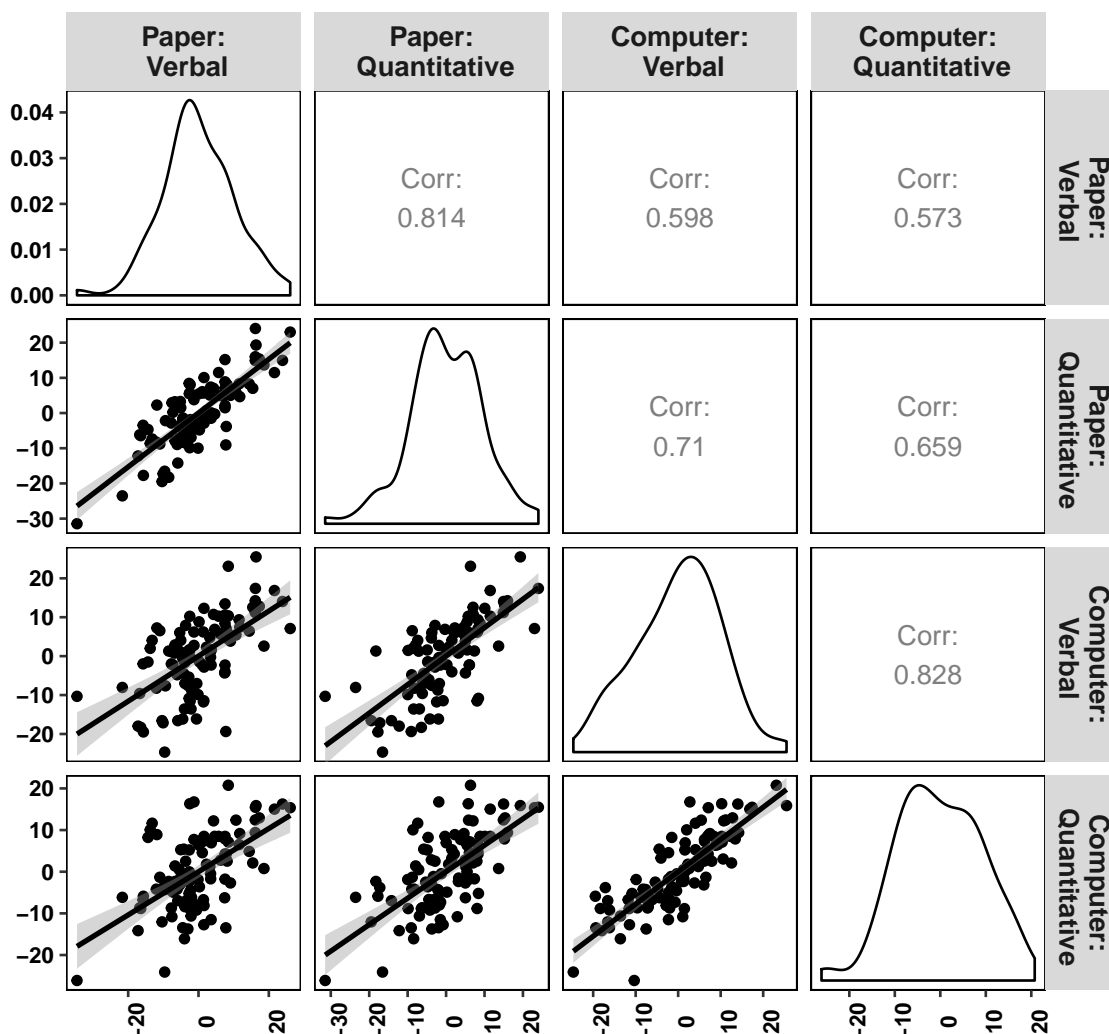 Paper:
Verbal
Paper:
Quantitative
Computer:
Verbal
Computer:
Quantitative
0.04
0.03
0.02
0.01
0.00
Corr:
0.814
Corr:
0.598
Corr:
0.573
Paper:
Verbal
20
10
0
−10
−20
−30
Corr:
0.71
Corr:
0.659
Paper:
Quantitative
20
10
0
−10
−20
Corr:
0.828
Computer:
Verbal
20
10
0
−10
−20
Computer:
Quantitative
−20
0
20
−30
−20
−10
0
10
20
−20
−10
0
10
20
−20
−10
0
10
20